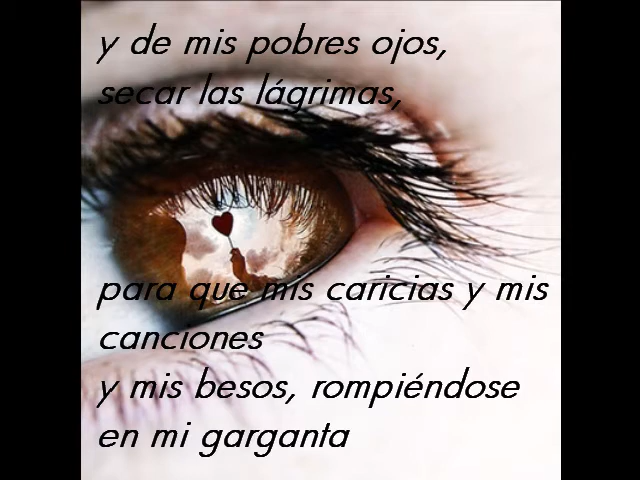 y de mis pobres ojos,
secar las lágrimas,
para que mis caricias y mis
canciones
y mis besos, rompiéndose
en mi garganta